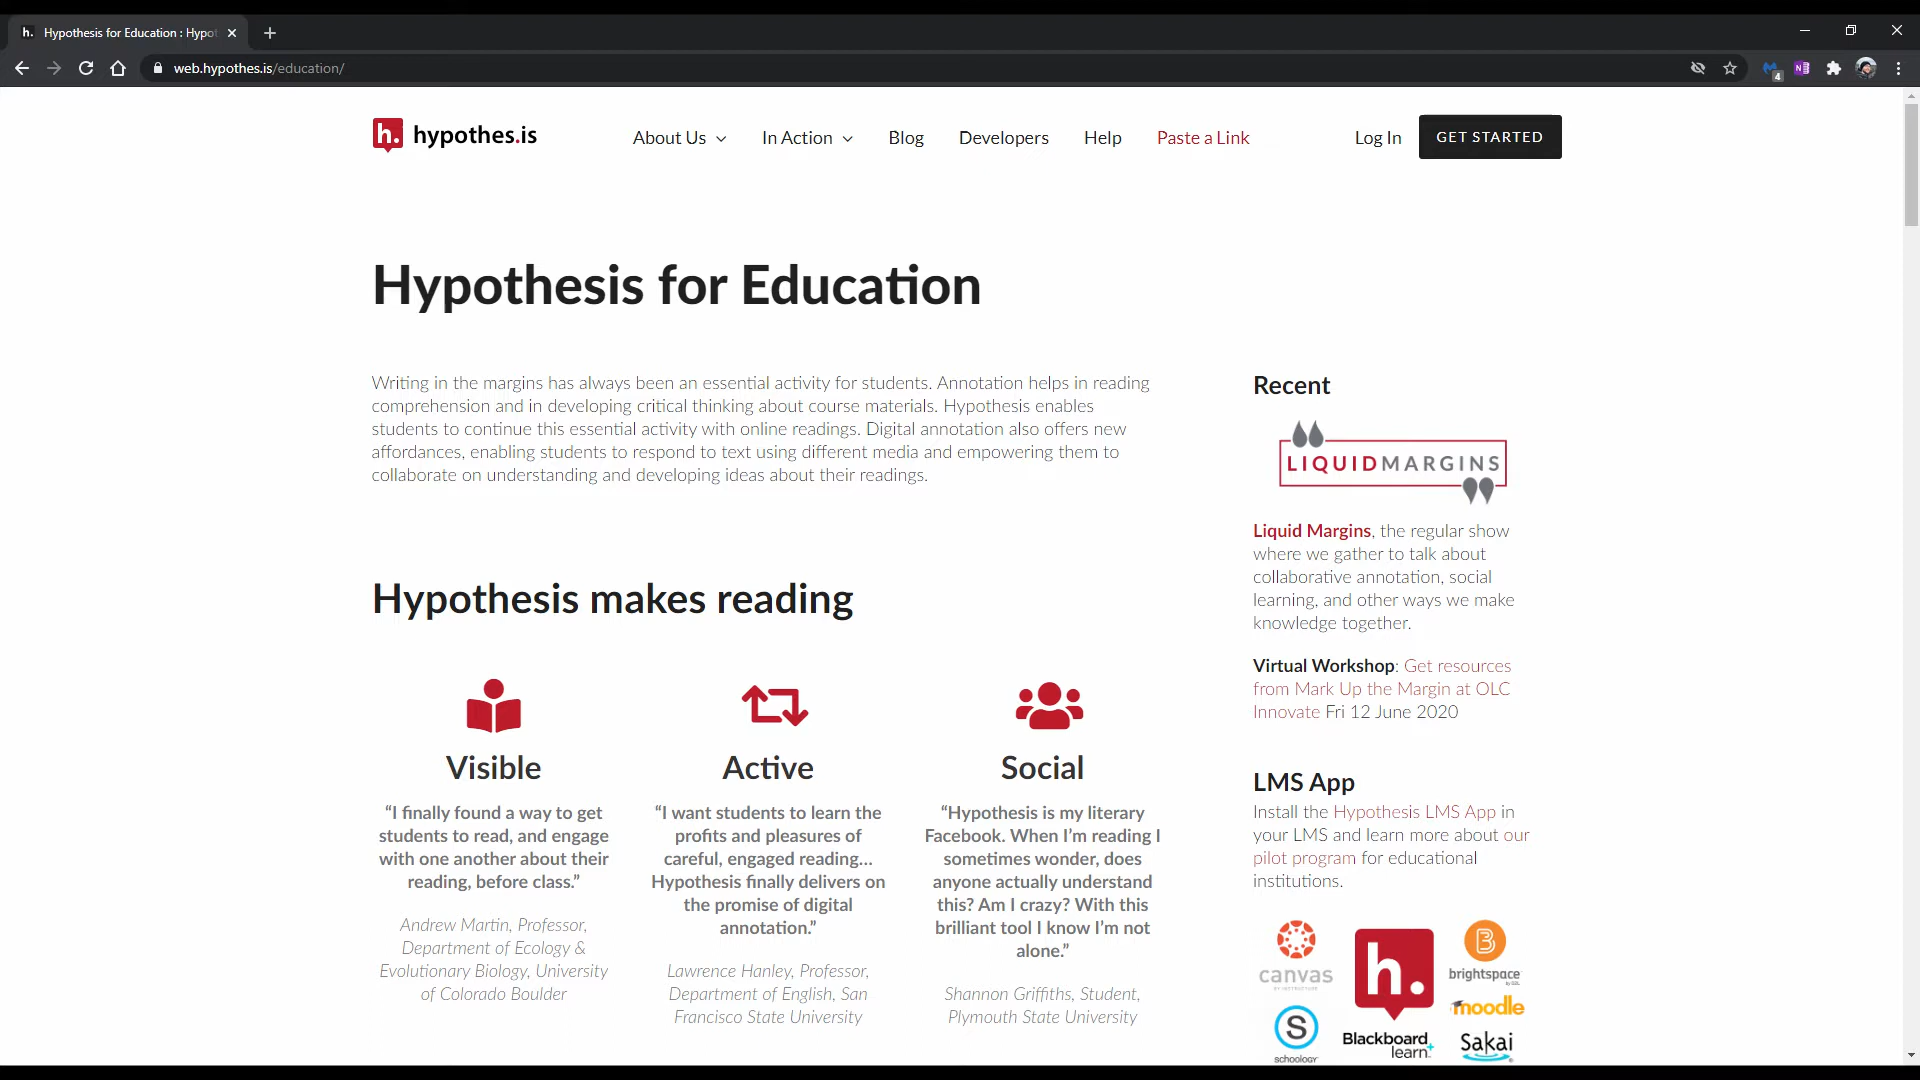 h. Hypothesis for Education : Hypot
web.hypothes.is/education/
4
N
h. hypothes.is
About Us
In Action
Blog
Developers
Help
Paste a Link
Log In
GET STARTED
Hypothesis for Education
Writing in the margins has always been an essential activity for students. Annotation helps in reading
comprehension and in developing critical thinking about course materials. Hypothesis enables
students to continue this essential activity with online readings. Digital annotation also offers new
affordances, enabling students to respond to text using different media and empowering them to
collaborate on understanding and developing ideas about their readings.
Hypothesis makes reading
Visible
“I finally found a way to get
students to read, and engage
with one another about their
reading, before class.”
Andrew Martin, Professor,
Department of Ecology &
Evolutionary Biology, University
of Colorado Boulder
Active
“I want students to learn the
profits and pleasures of
careful, engaged reading…
Hypothesis finally delivers on
the promise of digital
annotation.”
Lawrence Hanley, Professor,
Department of English, San
Francisco State University
Social
“Hypothesis is my literary
Facebook. When I’m reading I
sometimes wonder, does
anyone actually understand
this? Am I crazy? With this
brilliant tool I know I’m not
alone.”
Shannon Griffiths, Student,
Plymouth State University
Recent
LIQUIDMARGINS
Liquid Margins, the regular show
where we gather to talk about
collaborative annotation, social
learning, and other ways we make
knowledge together.
Virtual Workshop: Get resources
from Mark Up the Margin at OLC
Innovate Fri 12 June 2020
LMS App
Install the Hypothesis LMS App in
your LMS and learn more about our
pilot program for educational
institutions.
canvas
BY INSTRUCTURE
h.
B
brightspace
by D2L
moodle
S
schoology
Blackboard
learn+
Sakai